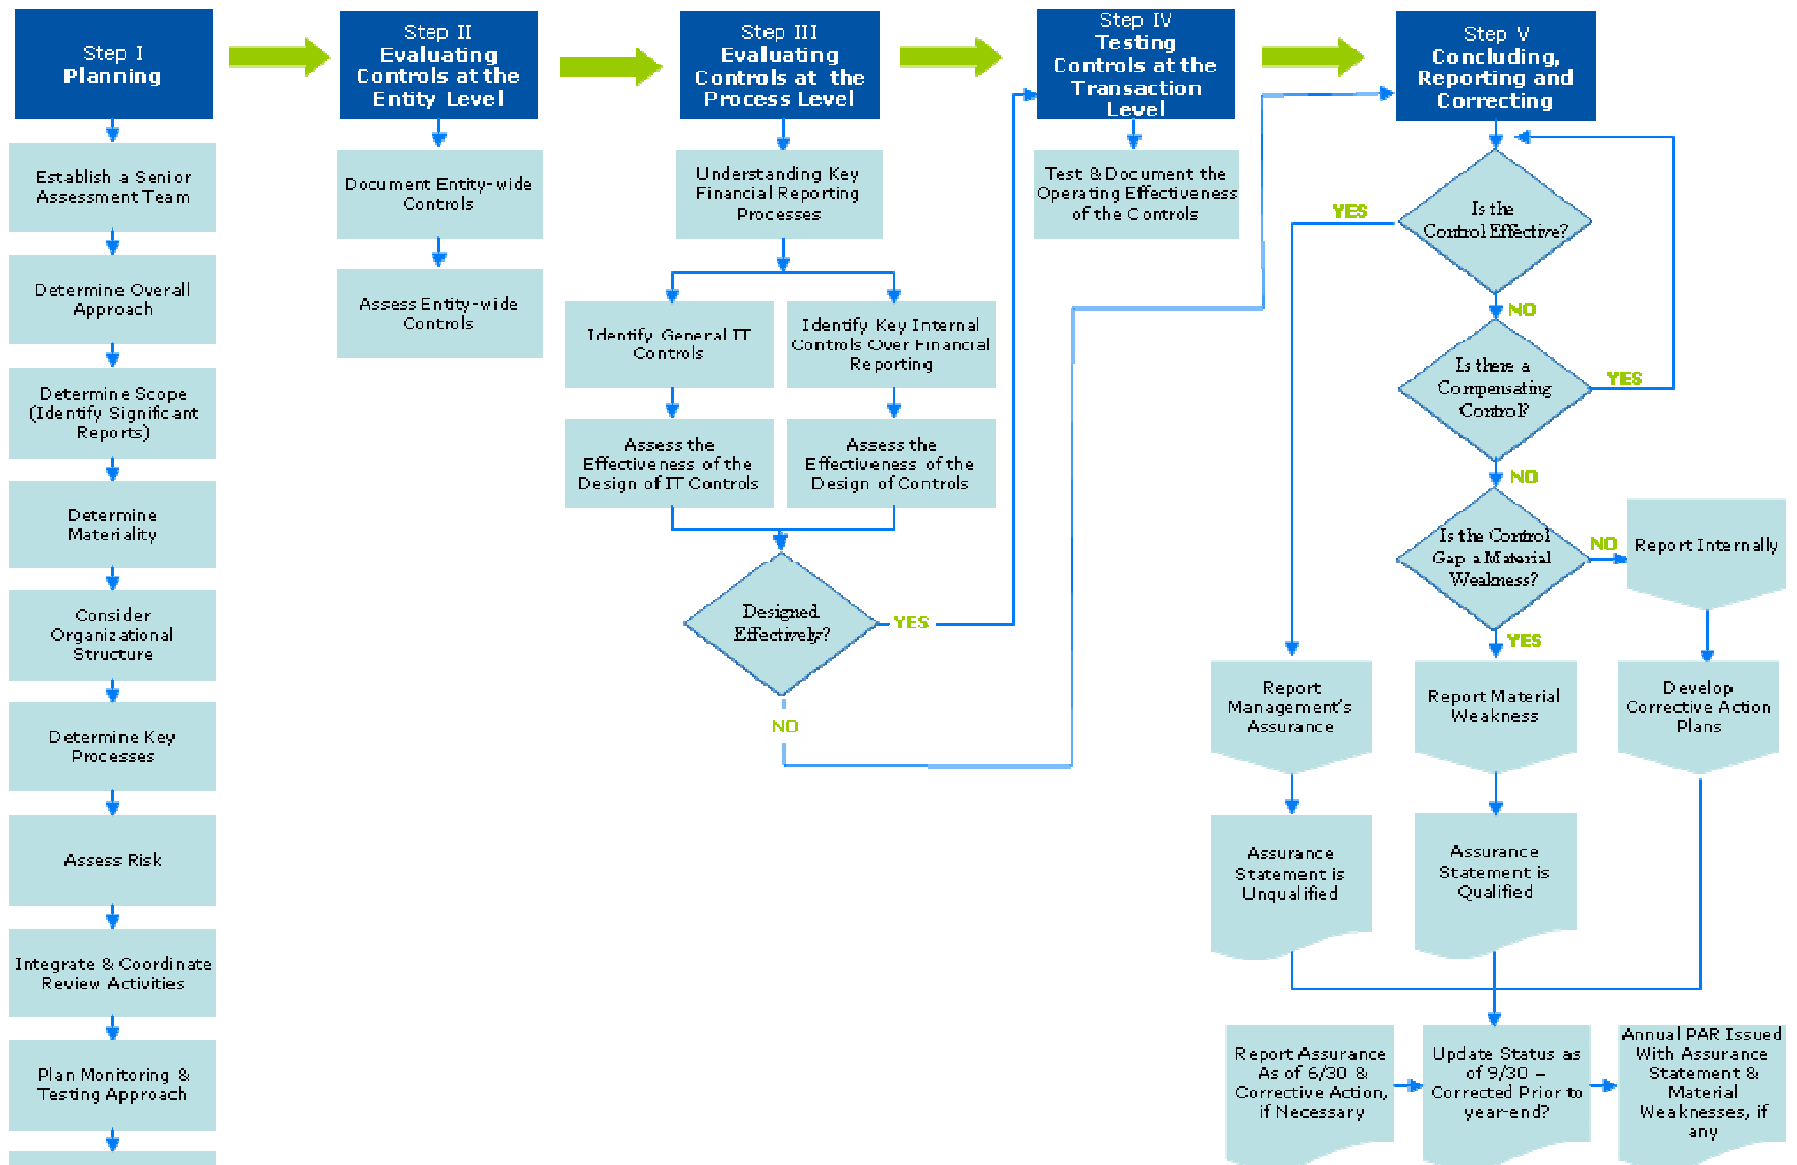 Step I
Planning
Establish a Senior
Assessment Team
Determine Overall
Approach
Determine Scope
(Identify Significant
Reports)
Determine
Materiality
Consider
Organizational
Structure
Determine Key
Processes
Assess Risk
Integrate & Coordinate
Review Activities
Plan Monitoring &
Testing Approach
Step II
Evaluating
Controls at the
Entity Level
Document Entity-wide
Controls
Assess Entity-wide
Controls
Step III
Evaluating
Controls at the
Process Level
Understanding Key
Financial Reporting
Processes
Identify General IT
Controls
Identify Key Internal
Controls Over Financial
Reporting
Assess the
Effectiveness of the
Design of IT Controls
Assess the
Effectiveness of the
Design of Controls
Designed
Effectively?
YES
NO
Step IV
Testing
Controls at the
Transaction
Level
Test & Document the
Operating Effectiveness
of the Controls
Step V
Concluding,
Reporting and
Correcting
Is the
Control Effective?
YES
NO
Is there a
Compensating
Control?
YES
NO
Is the Control
Gap a Material
Weakness?
NO
YES
Report Internally
Report
Management's
Assurance
Report Material
Weakness
Develop
Corrective Action
Plans
Assurance
Statement is
Unqualified
Assurance
Statement is
Qualified
Report Assurance
As of 6/30 &
Corrective Action,
if Necessary
Update Status as
of 9/30 –
Corrected Prior to
year-end?
Annual PAR Issued
With Assurance
Statement &
Material
Weaknesses, if
any